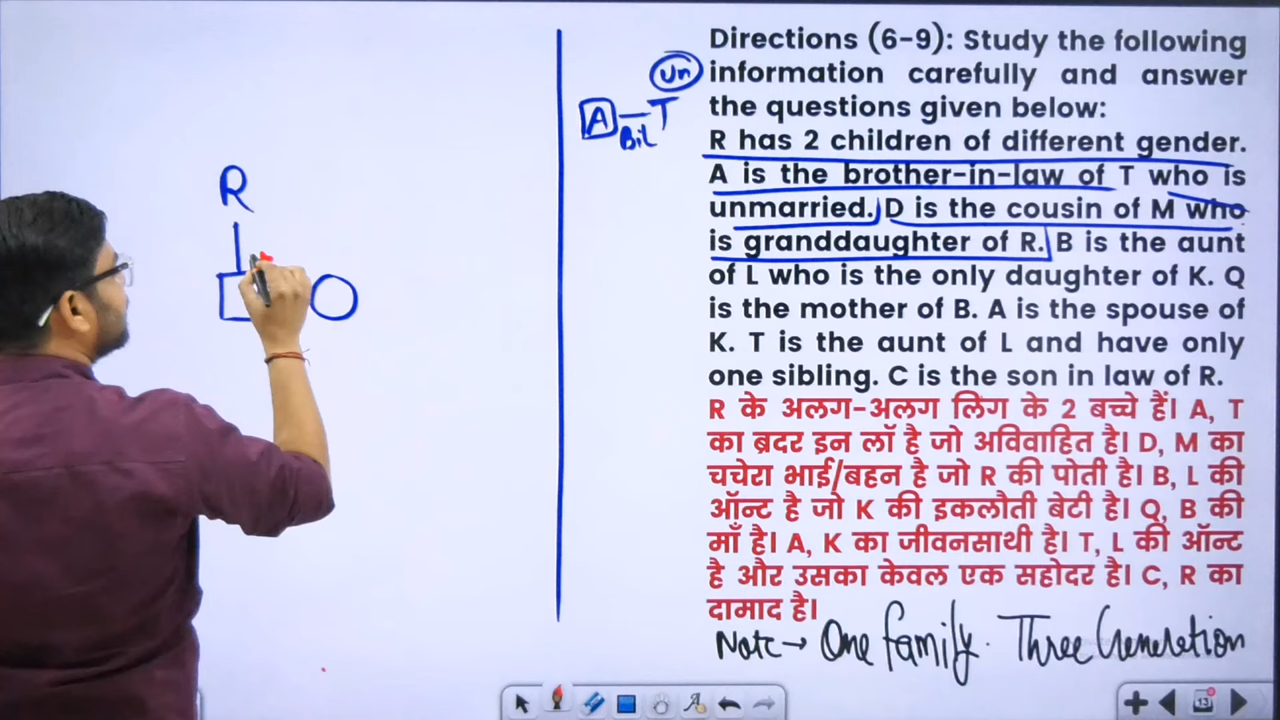 Directions (6-9): Study the following
information carefully and answer
the questions given below:
R has 2 children of different gender.
A is the brother-in-law of T who is
unmarried. D is the cousin of M who
is granddaughter of R. B is the aunt
of L who is the only daughter of K. Q
is the mother of B. A is the spouse of
K. T is the aunt of L and have only
one sibling. C is the son in law of R.
R के अलग-अलग लिंग के 2 बच्चे हैं। A, T
का ब्रदर इन लॉ है जो अविवाहित है। D, M का
चचेरा भाई/बहन है जो R की पोती है। B, L की
ऑन्ट है जो K की इकलौती बेटी है। Q, B की
माँ है। A, K का जीवनसाथी है। T, L की ऑन्ट
है और उसका केवल एक सहोदर है। C, R का
दामाद है।
Note → One family. Three Generation
Un
A — T
Bil
R
13